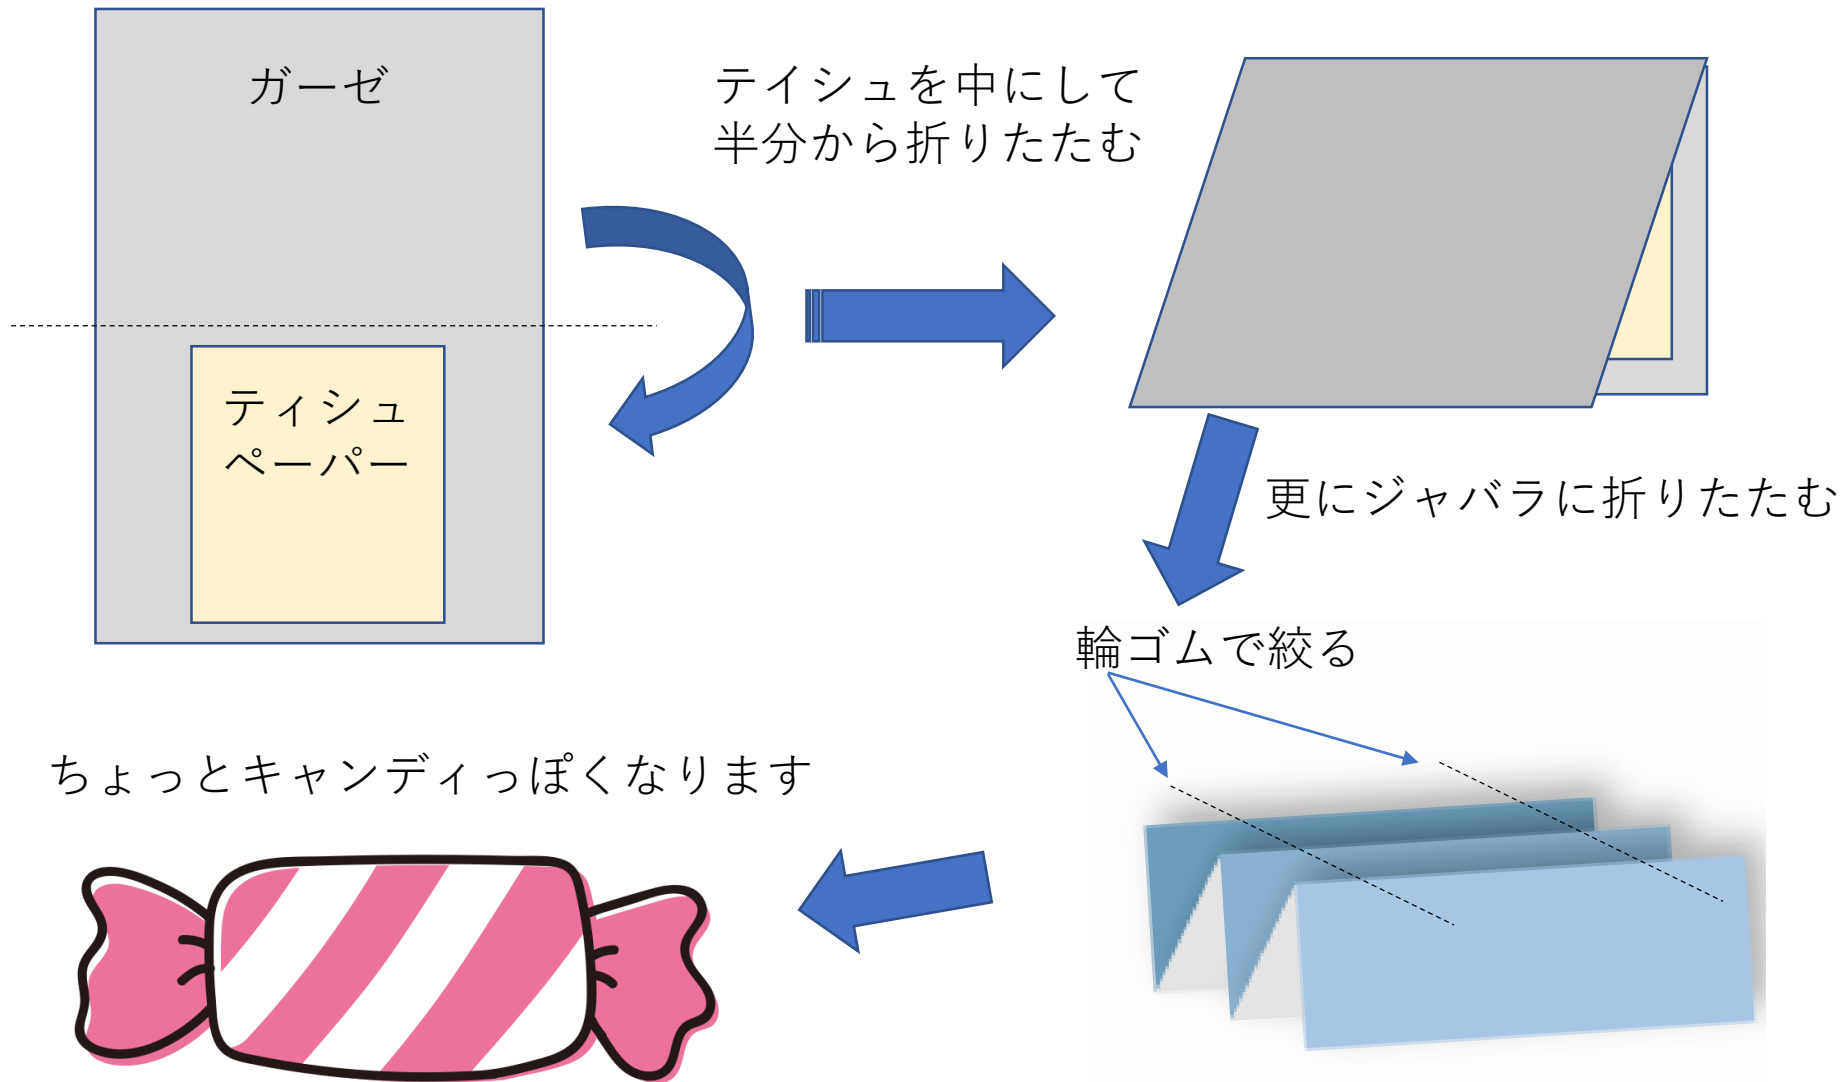 ガーゼ
ティシュ
ペーパー
テイシュを中にして
半分から折りたたむ
更にジャバラに折りたたむ
輪ゴムで絞る
ちょっとキャンディっぽくなります